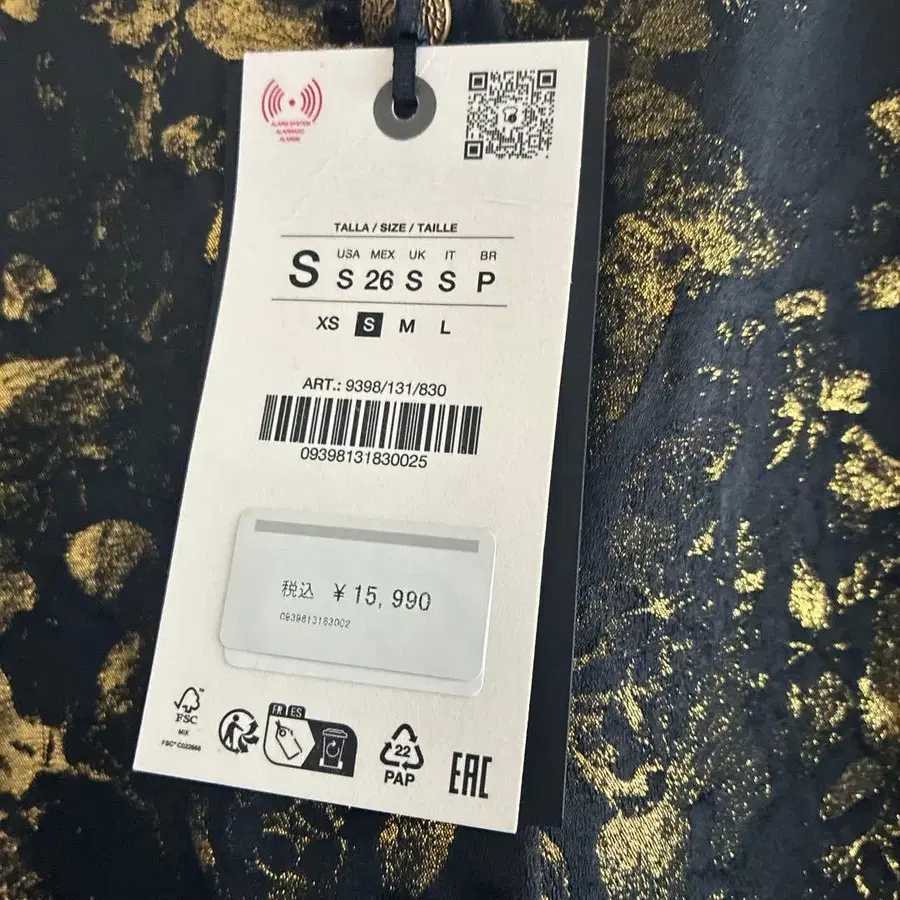 ALARM SYSTEM
ALARMADO
ALARME
TALLA / SIZE / TAILLE
USA MEX UK IT BR
S S 26 S S P
XS S M L
ART.: 9398/131/830
09398131830025
税込 ¥15,990
0939813183002
FSC™
MIX
FR ES
22
PAP
EAC